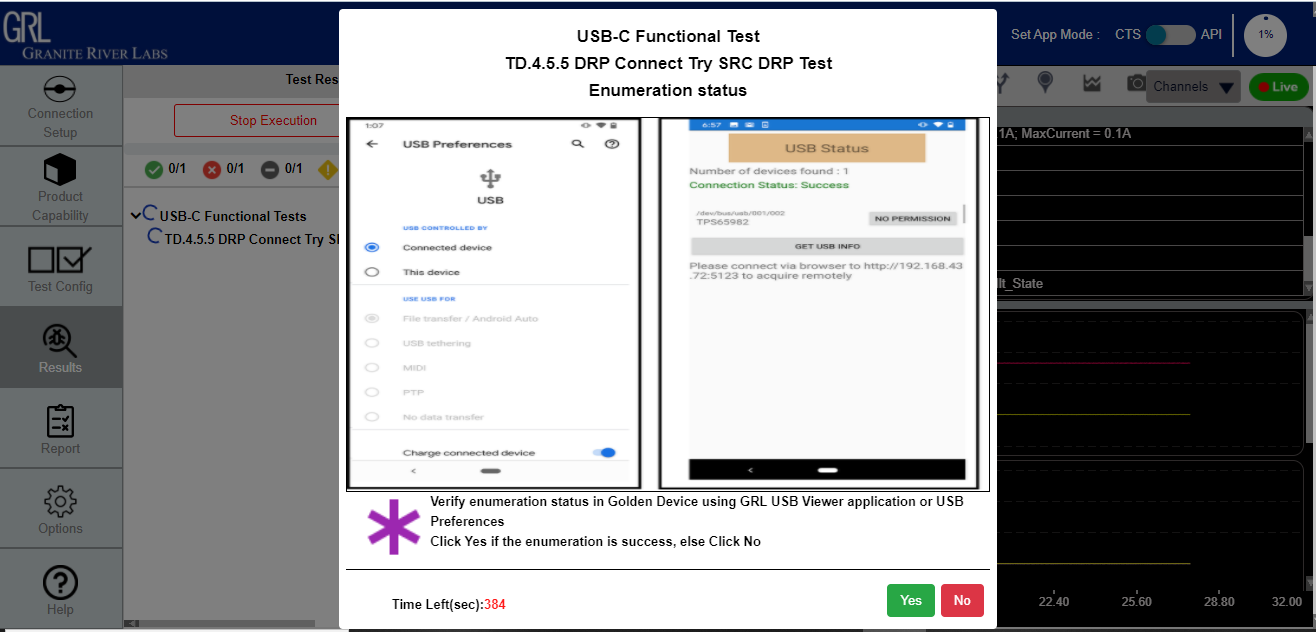 GRL
GRANITE RIVER LABS
Set App Mode :
CTS
API
1%
Connection
Setup
Product
Capability
Test Config
Results
Report
Options
Help
Test Res
Stop Execution
0/1
0/1
0/1
USB-C Functional Tests
TD.4.5.5 DRP Connect Try SI
USB-C Functional Test
TD.4.5.5 DRP Connect Try SRC DRP Test
Enumeration status
1:07
USB Preferences
USB
USB CONTROLLED BY
Connected device
This device
USE USB FOR
File transfer / Android Auto
USB tethering
MIDI
PTP
No data transfer
Charge connected device
6:57
USB Status
Number of devices found : 1
Connection Status: Success
/dev/bus/usb/001/002
TPS65982
NO PERMISSION
GET USB INFO
Please connect via browser to http://192.168.43
.72:5123 to acquire remotely
Verify enumeration status in Golden Device using GRL USB Viewer application or USB
Preferences
Click Yes if the enumeration is success, else Click No
Time Left(sec):384
Yes
No
Channels
Live
1A; MaxCurrent = 0.1A
lt_State
22.40
25.60
28.80
32.00